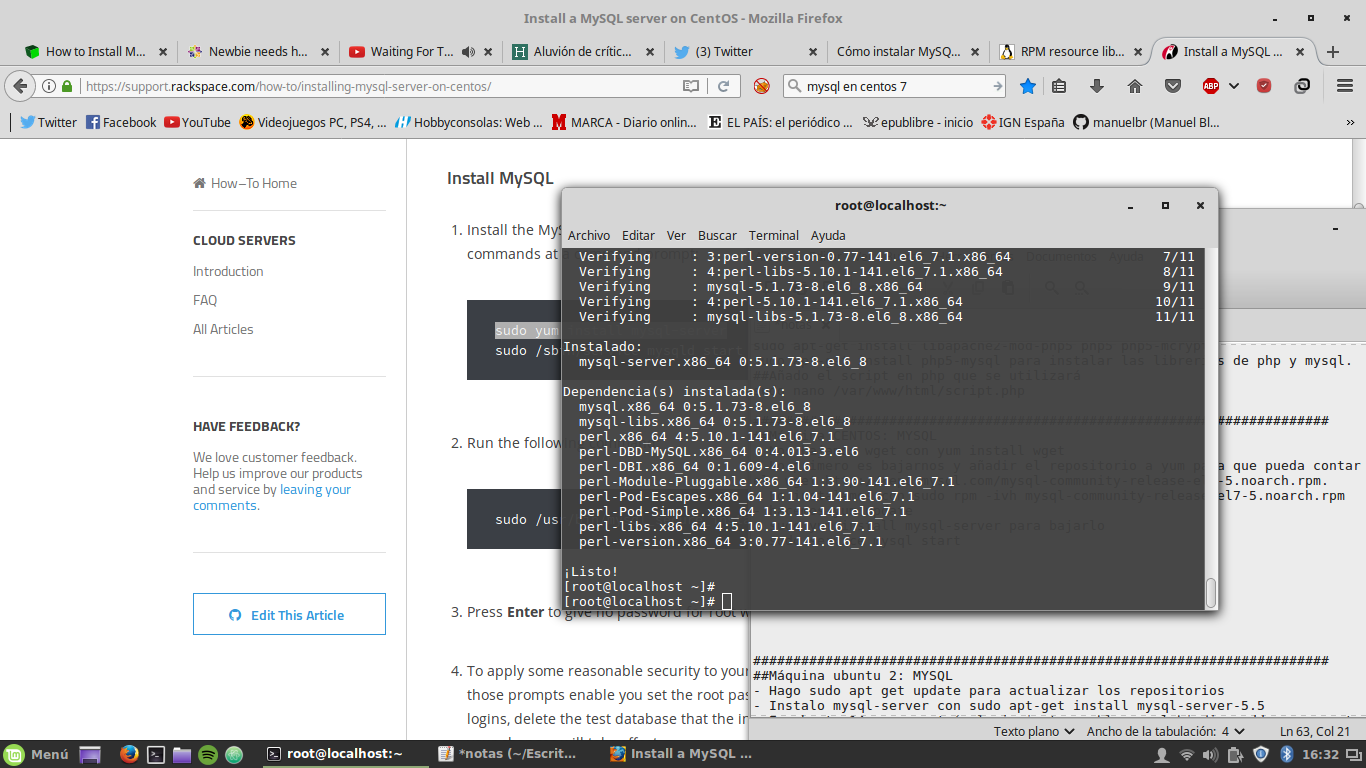 Install a MySQL server on CentOS - Mozilla Firefox
How to Install M...
Newbie needs h...
Waiting For T...
Aluvión de crític...
(3) Twitter
Cómo instalar MySQ...
RPM resource lib...
Install a MySQL ...
https://support.rackspace.com/how-to/installing-mysql-server-on-centos/
mysql en centos 7
ABP
Twitter
Facebook
YouTube
Videojuegos PC, PS4, ...
Hobbyconsolas: Web ...
MARCA - Diario onlin...
EL PAÍS: el periódico ...
epublibre - inicio
IGN España
manuelbr (Manuel Bl...
How-To Home
CLOUD SERVERS
Introduction
FAQ
All Articles
HAVE FEEDBACK?
We love customer feedback.
Help us improve our products
and service by leaving your
comments.
Edit This Article
Install MySQL
1. Install the MyS
commands at a
sudo yum
sudo /sb
2. Run the followi
sudo /usr
3. Press Enter to give no password for root w
4. To apply some reasonable security to your
those prompts enable you set the root pas
logins, delete the test database that the in
root@localhost:~
Archivo Editar Ver Buscar Terminal Ayuda
Verifying : 3:perl-version-0.77-141.el6_7.1.x86_64 7/11
Verifying : 4:perl-libs-5.10.1-141.el6_7.1.x86_64 8/11
Verifying : mysql-5.1.73-8.el6_8.x86_64 9/11
Verifying : 4:perl-5.10.1-141.el6_7.1.x86_64 10/11
Verifying : mysql-libs-5.1.73-8.el6_8.x86_64 11/11
Instalado:
mysql-server.x86_64 0:5.1.73-8.el6_8
Dependencia(s) instalada(s):
mysql.x86_64 0:5.1.73-8.el6_8
mysql-libs.x86_64 0:5.1.73-8.el6_8
perl.x86_64 4:5.10.1-141.el6_7.1
perl-DBD-MySQL.x86_64 0:4.013-3.el6
perl-DBI.x86_64 0:1.609-4.el6
perl-Module-Pluggable.x86_64 1:3.90-141.el6_7.1
perl-Pod-Escapes.x86_64 1:1.04-141.el6_7.1
perl-Pod-Simple.x86_64 1:3.13-141.el6_7.1
perl-libs.x86_64 4:5.10.1-141.el6_7.1
perl-version.x86_64 3:0.77-141.el6_7.1
¡Listo!
[root@localhost ~]#
[root@localhost ~]#
s de php y mysql.
a que pueda contar
-5.noarch.rpm.
el7-5.noarch.rpm
########################################################################
##Máquina ubuntu 2: MYSQL
- Hago sudo apt get update para actualizar los repositorios
- Instalo mysql-server con sudo apt-get install mysql-server-5.5
Texto plano
Ancho de la tabulación: 4
Ln 63, Col 21
Menú
root@localhost:~
*notas (~/Escrit...
Install a MySQL ...
16:32